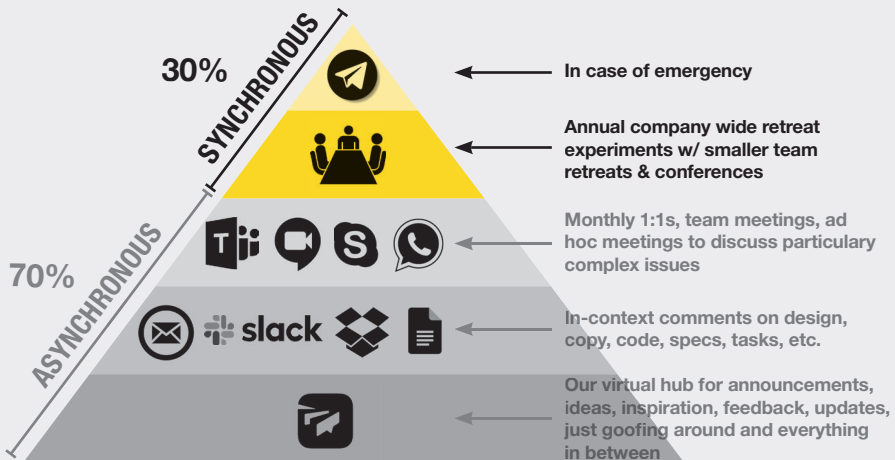 30%
SYNCHRONOUS
In case of emergency
Annual company wide retreat
experiments w/ smaller team
retreats & conferences
70%
ASYNCHRONOUS
T
S
Monthly 1:1s, team meetings, ad
hoc meetings to discuss particulary
complex issues
slack
In-context comments on design,
copy, code, specs, tasks, etc.
Our virtual hub for announcements,
ideas, inspiration, feedback, updates,
just goofing around and everything
in between